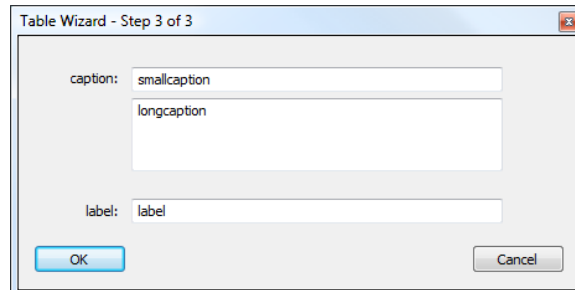 Table Wizard - Step 3 of 3
caption: smallcaption
longcaption
label: label
OK Cancel